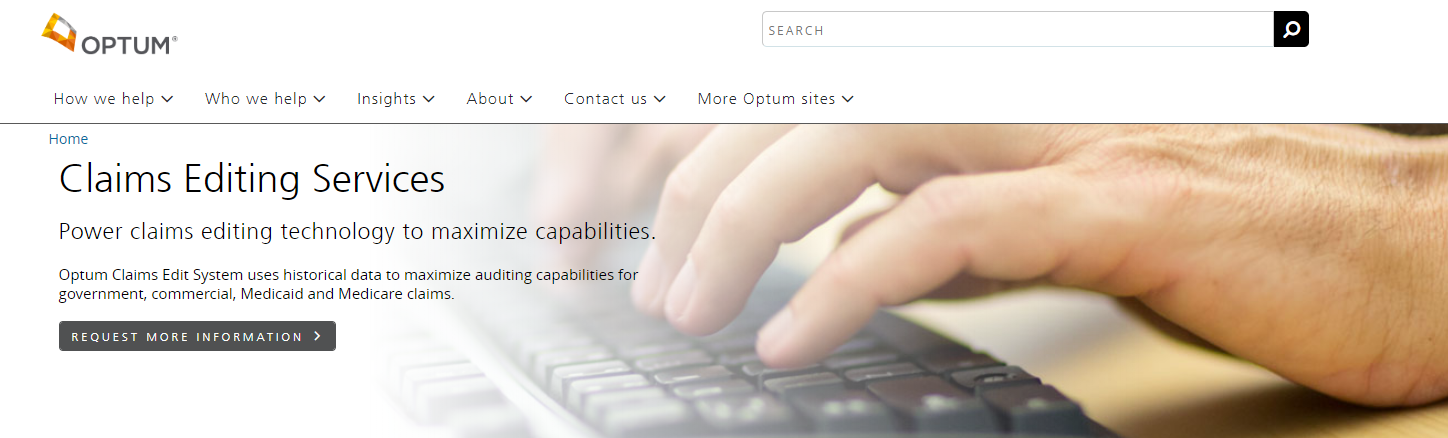 OPTUM®
SEARCH
How we help
Who we help
Insights
About
Contact us
More Optum sites
Home
Claims Editing Services
Power claims editing technology to maximize capabilities.
Optum Claims Edit System uses historical data to maximize auditing capabilities for
government, commercial, Medicaid and Medicare claims.
REQUEST MORE INFORMATION